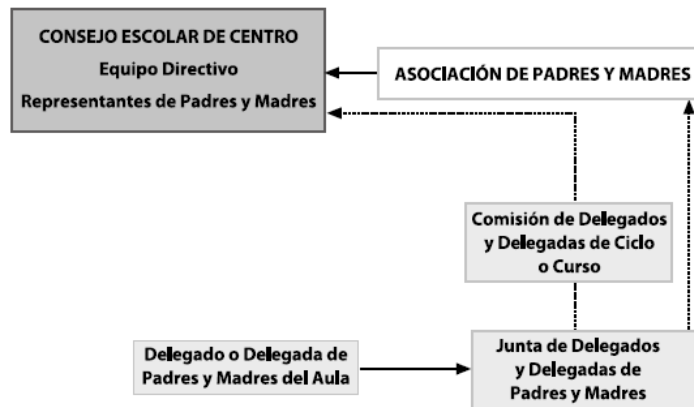 CONSEJO ESCOLAR DE CENTRO
Equipo Directivo
Representantes de Padres y Madres
ASOCIACIÓN DE PADRES Y MADRES
Comisión de Delegados
y Delegadas de Ciclo
o Curso
Delegado o Delegada de
Padres y Madres del Aula
Junta de Delegados
y Delegadas de
Padres y Madres